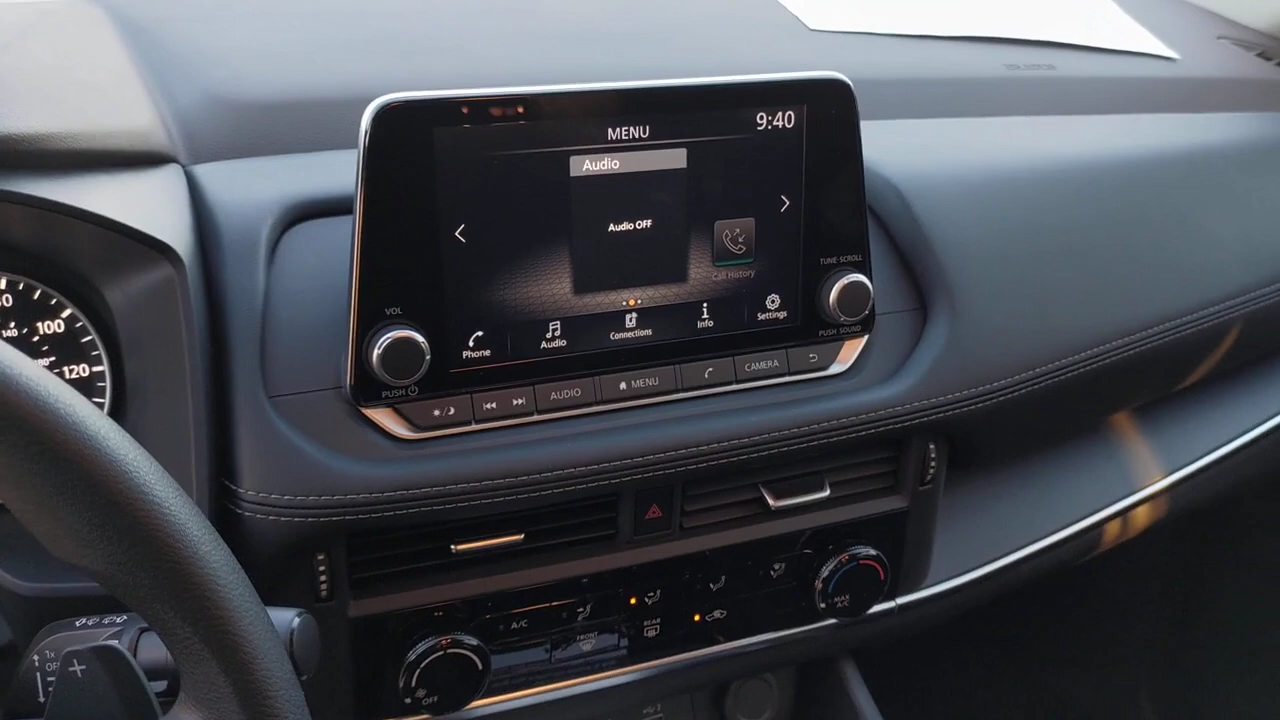 MENU
9:40
Audio
Audio OFF
Call History
Phone
Audio
Connections
Info
Settings
VOL
PUSH
TUNE·SCROLL
PUSH SOUND
AUDIO
MENU
CAMERA
100
120
140
A/C
FRONT
REAR
MAX
A/C
OFF
1x
+